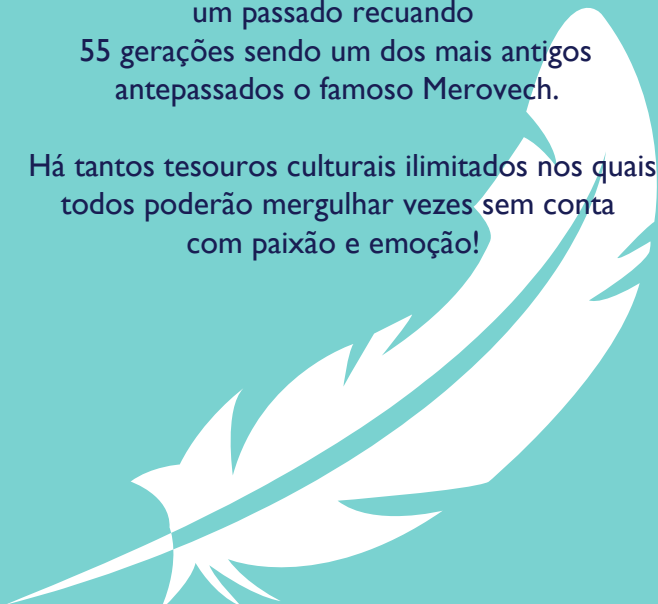 um passado recuando
55 gerações sendo um dos mais antigos
antepassados o famoso Merovech.
Há tantos tesouros culturais ilimitados nos quais
todos poderão mergulhar vezes sem conta
com paixão e emoção!